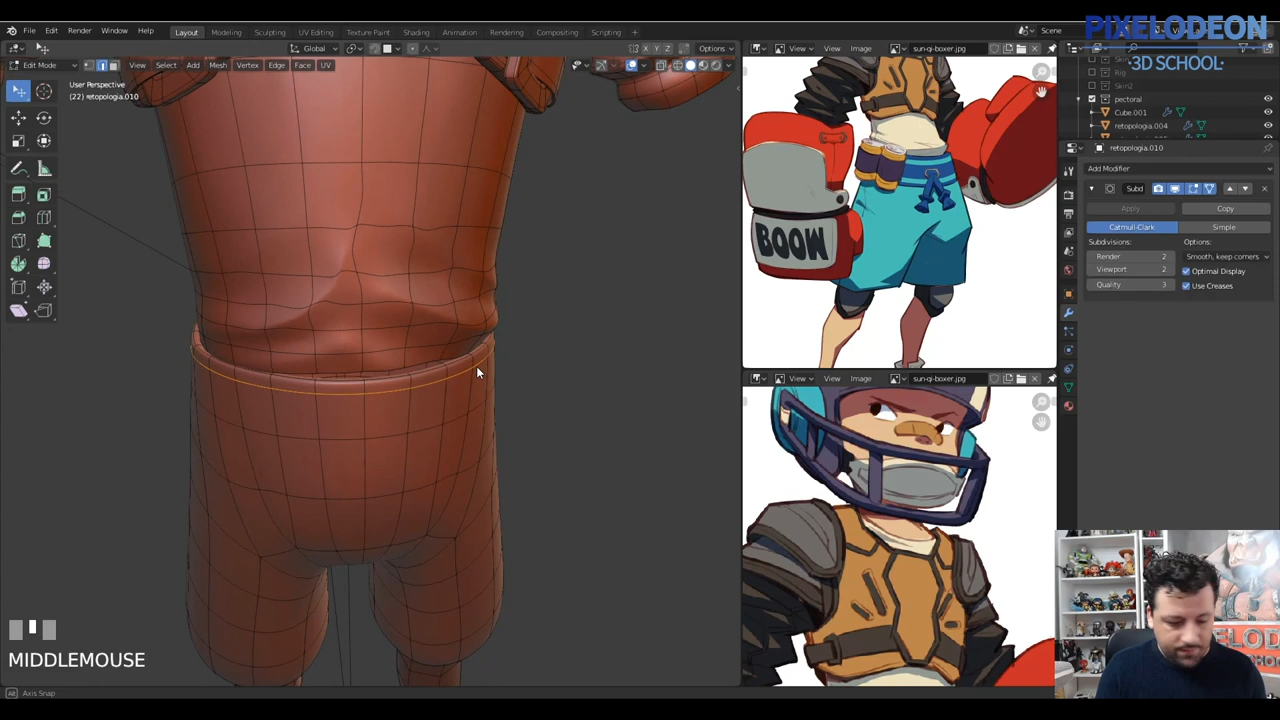 File Edit Render Window Help Layout Modeling Sculpting UV Editing Texture Paint Shading Animation Rendering Compositing Scripting Scene
PIXELODEON
·3D SCHOOL·
Global Options View Image sun-qi-boxer.jpg
Edit Mode View Select Add Mesh Vertex Edge Face UV X Y Z Options
User Perspective
(22) retopologia.010
Rig
Skin2
pectoral
Cube.001
retopologia.004
retopologia.010
Add Modifier
Subd
Apply Copy
Catmull-Clark Simple
Subdivisions: Options:
Render 2 Smooth, keep corners
Viewport 2 Optimal Display
Quality 3 Use Creases
BOOM
View Image sun-qi-boxer.jpg
MIDDLEMOUSE
Alt Axis Snap